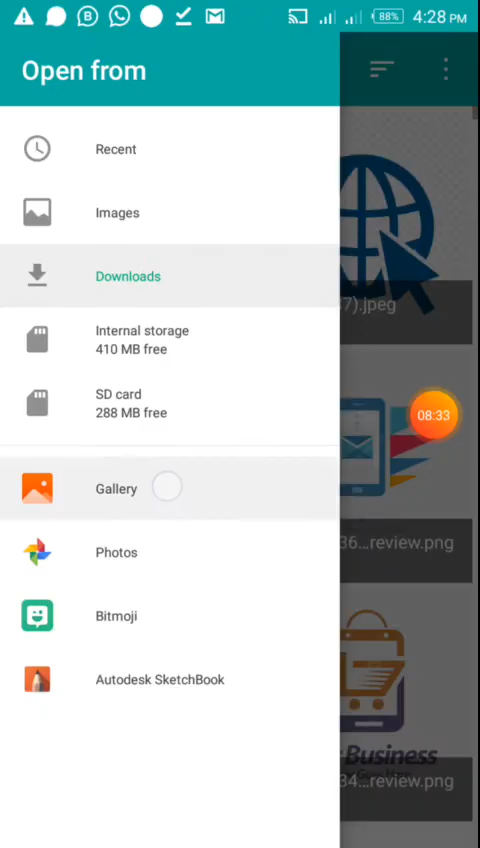 88%
4:28 PM
Open from
Recent
Images
Downloads
Internal storage
410 MB free
SD card
288 MB free
Gallery
Photos
Bitmoji
Autodesk SketchBook
7).jpeg
08:33
36...review.png
Business
34...review.png